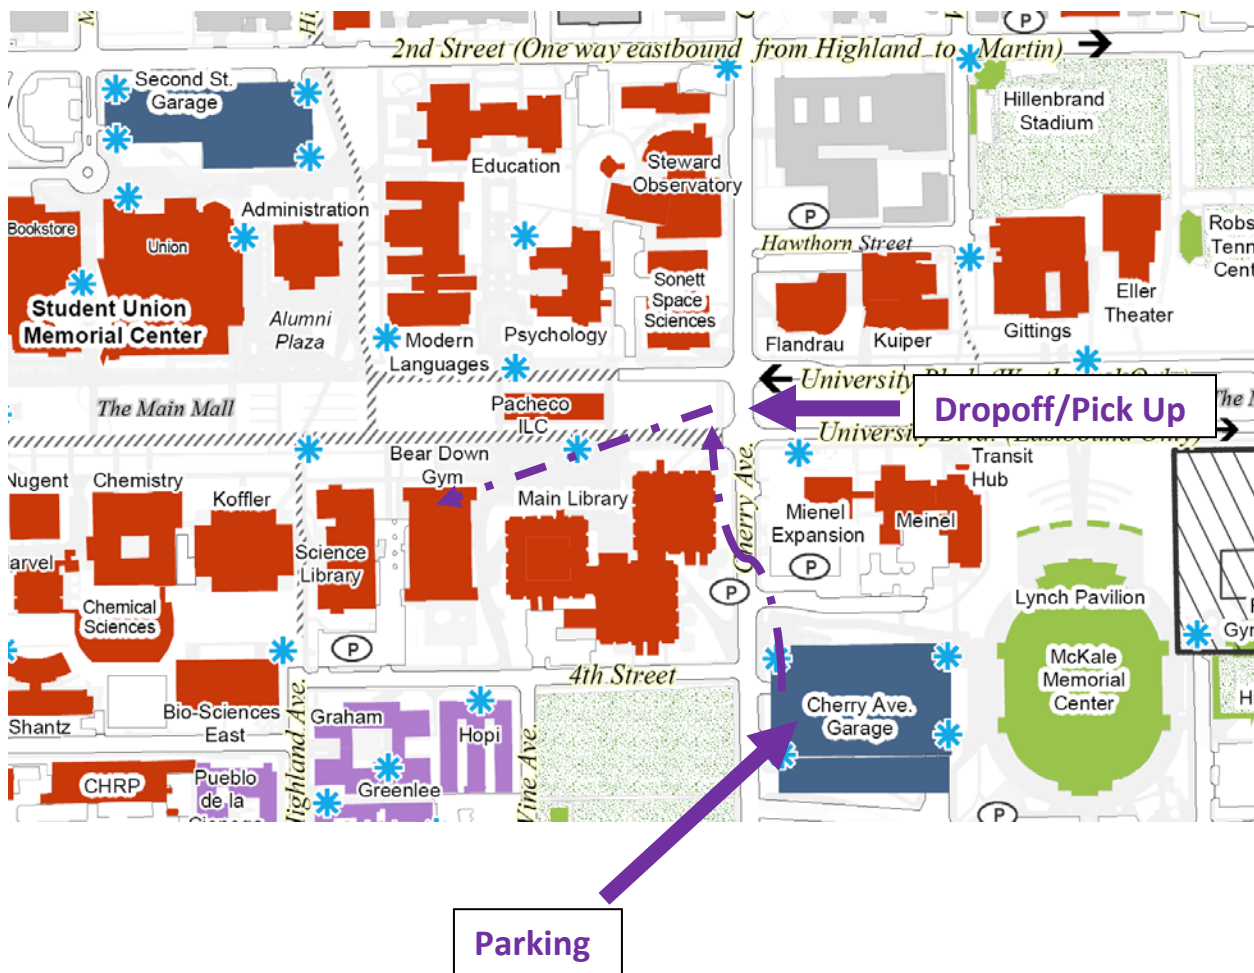 2nd Street (One way eastbound from Highland to Martin)
P
Second St.
Garage
Hillenbrand
Stadium
Education
Steward
Observatory
Administration
Bookstore
Union
P
Hawthorn Street
Eller
Theater
Student Union
Memorial Center
Alumni
Plaza
Modern
Languages
Psychology
Sonett
Space
Sciences
Flandrau
Kuiper
Gittings
The Main Mall
Pacheco
ILC
Dropoff/Pick Up
Bear Down
Gym
Cherry Ave.
Transit
Hub
Nugent
Chemistry
Koffler
Main Library
Mienel
Expansion
Meinel
Science
Library
P
P
Chemical
Sciences
Lynch Pavilion
P
4th Street
McKale
Memorial
Center
Shantz
Bio-Sciences
East
Highland Ave.
Graham
Hopi
Vine Ave.
Cherry Ave.
Garage
CHRP
Pueblo
de la
Greenlee
P
Parking